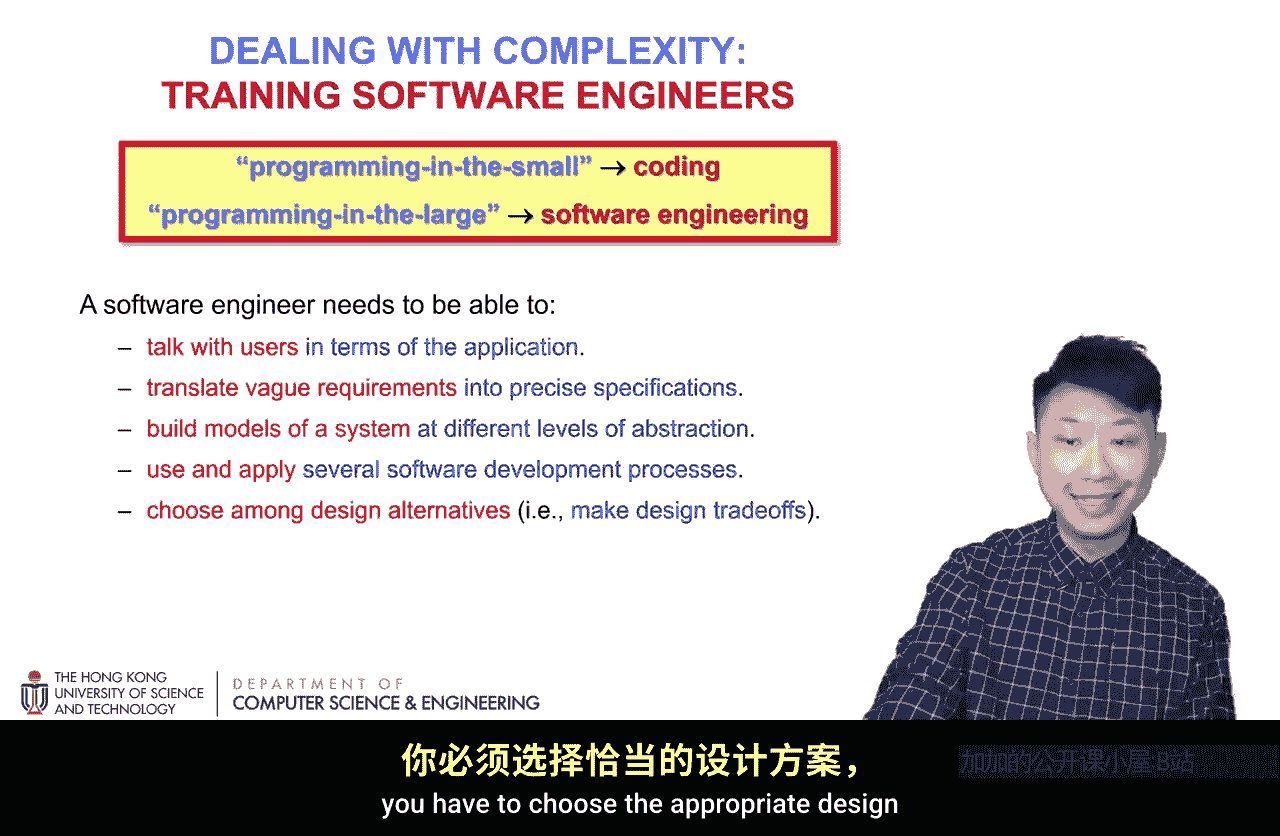 DEALING WITH COMPLEXITY:
TRAINING SOFTWARE ENGINEERS
“programming-in-the-small” → coding
“programming-in-the-large” → software engineering
A software engineer needs to be able to:
– talk with users in terms of the application.
– translate vague requirements into precise specifications.
– build models of a system at different levels of abstraction.
– use and apply several software development processes.
– choose among design alternatives (i.e., make design tradeoffs).
THE HONG KONG
UNIVERSITY OF SCIENCE
AND TECHNOLOGY
DEPARTMENT OF
COMPUTER SCIENCE & ENGINEERING
你必须选择恰当的设计方案，
加加的公开课小屋:B站
you have to choose the appropriate design